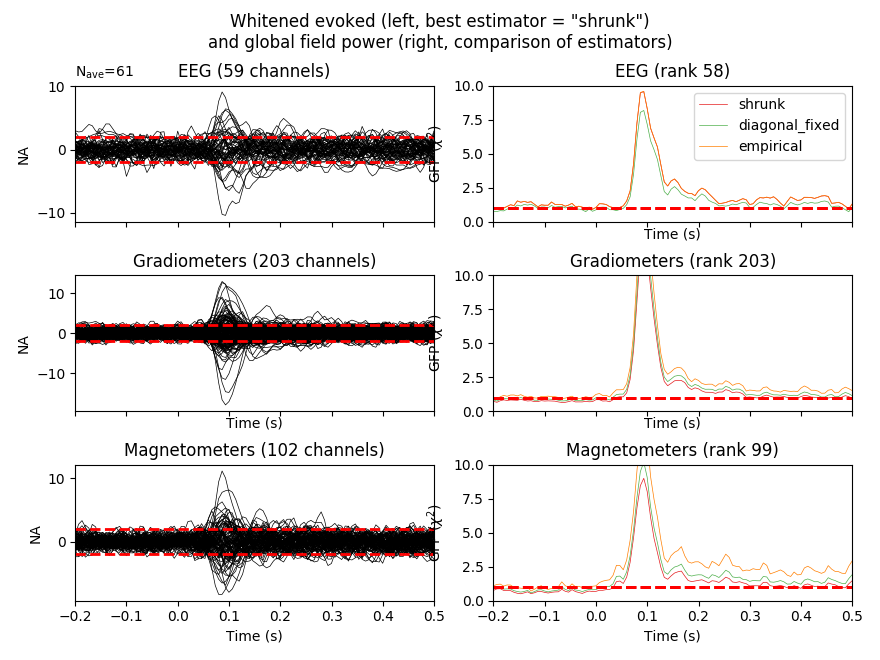 Whitened evoked (left, best estimator = "shrunk")
and global field power (right, comparison of estimators)
N_ave=61
EEG (59 channels)
10
0
−10
NA
EEG (rank 58)
10.0
7.5
5.0
2.5
0.0
shrunk
diagonal_fixed
empirical
Time (s)
Gradiometers (203 channels)
10
0
−10
NA
Time (s)
Gradiometers (rank 203)
10.0
7.5
5.0
2.5
0.0
Time (s)
Magnetometers (102 channels)
10
0
NA
−0.2 −0.1 0.0 0.1 0.2 0.3 0.4 0.5
Time (s)
Magnetometers (rank 99)
10.0
7.5
5.0
2.5
0.0
GFP (χ²)
−0.2 −0.1 0.0 0.1 0.2 0.3 0.4 0.5
Time (s)